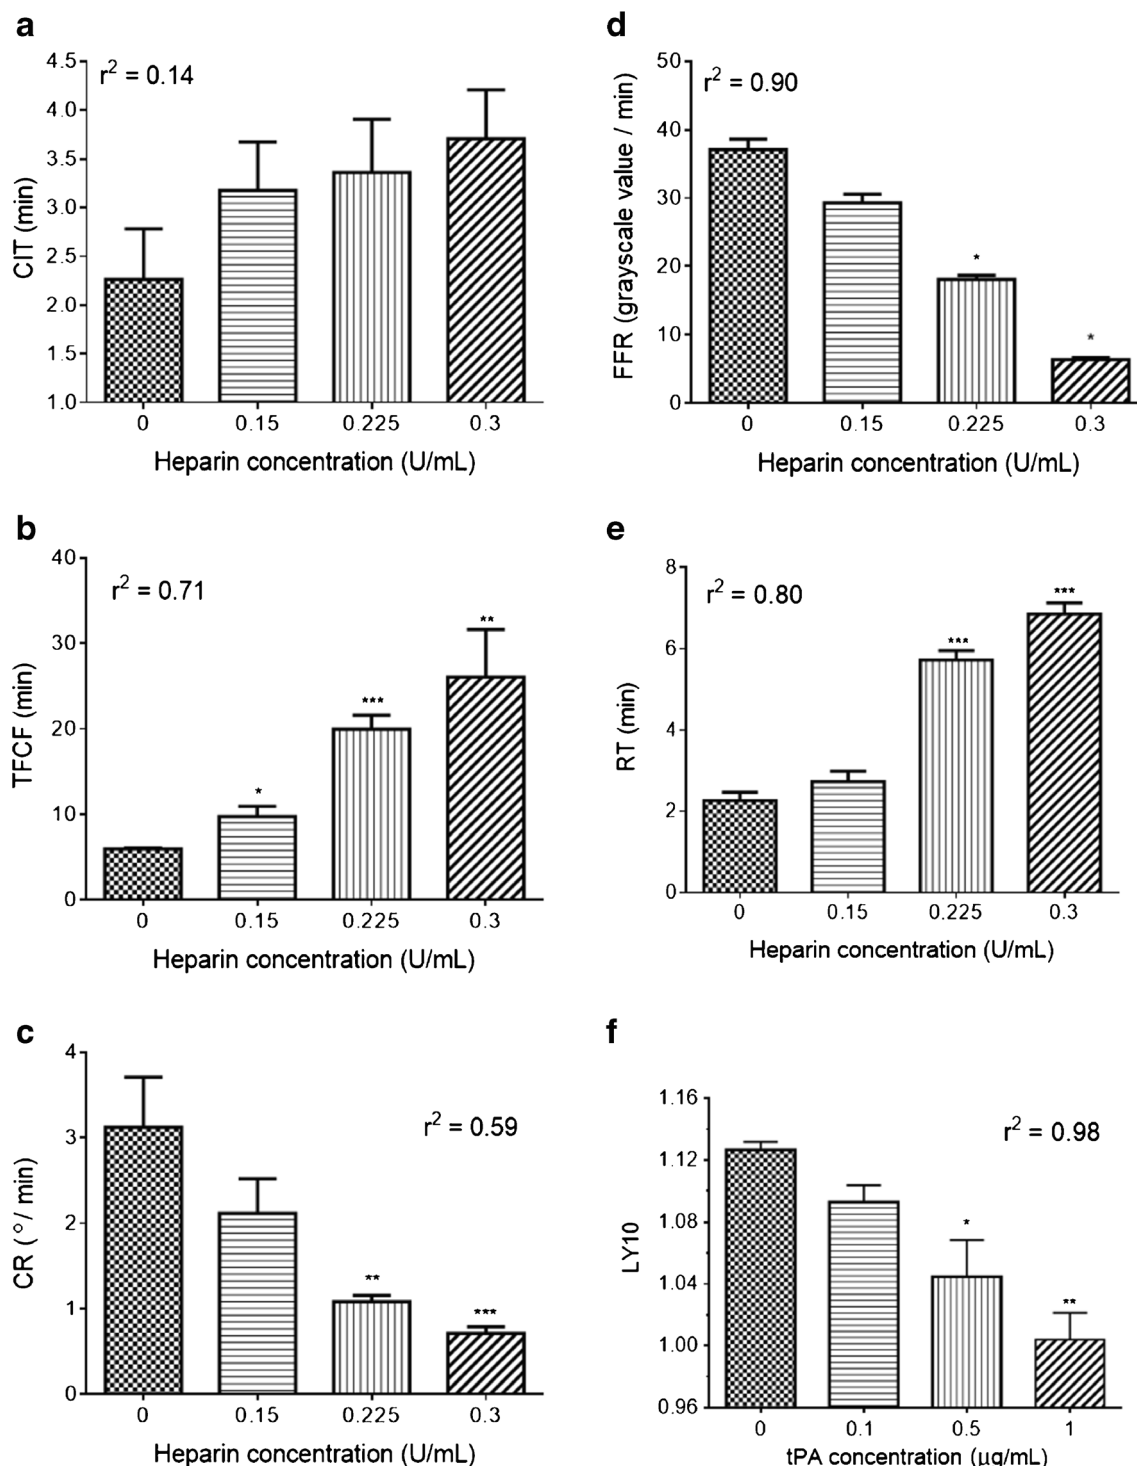 a
r² = 0.14
CIT (min)
4.5
4.0
3.5
3.0
2.5
2.0
1.5
1.0
0 0.15 0.225 0.3
Heparin concentration (U/mL)
d
r² = 0.90
FFR (grayscale value / min)
50
40
30
20
10
0
*
*
0 0.15 0.225 0.3
Heparin concentration (U/mL)
b
r² = 0.71
TFCF (min)
40
30
20
10
0
*
***
**
0 0.15 0.225 0.3
Heparin concentration (U/mL)
e
r² = 0.80
RT (min)
8
6
4
2
0
***
***
0 0.15 0.225 0.3
Heparin concentration (U/mL)
c
r² = 0.59
CR (°/ min)
4
3
2
1
0
**
***
0 0.15 0.225 0.3
Heparin concentration (U/mL)
f
r² = 0.98
LY10
1.16
1.12
1.08
1.04
1.00
0.96
*
**
0 0.1 0.5 1
tPA concentration (µg/mL)